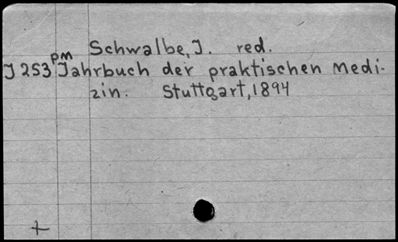 Schwalbe, J. red.
pm
J 253 Jahrbuch der praktischen Medi-
zin. Stuttgart, 1894
+